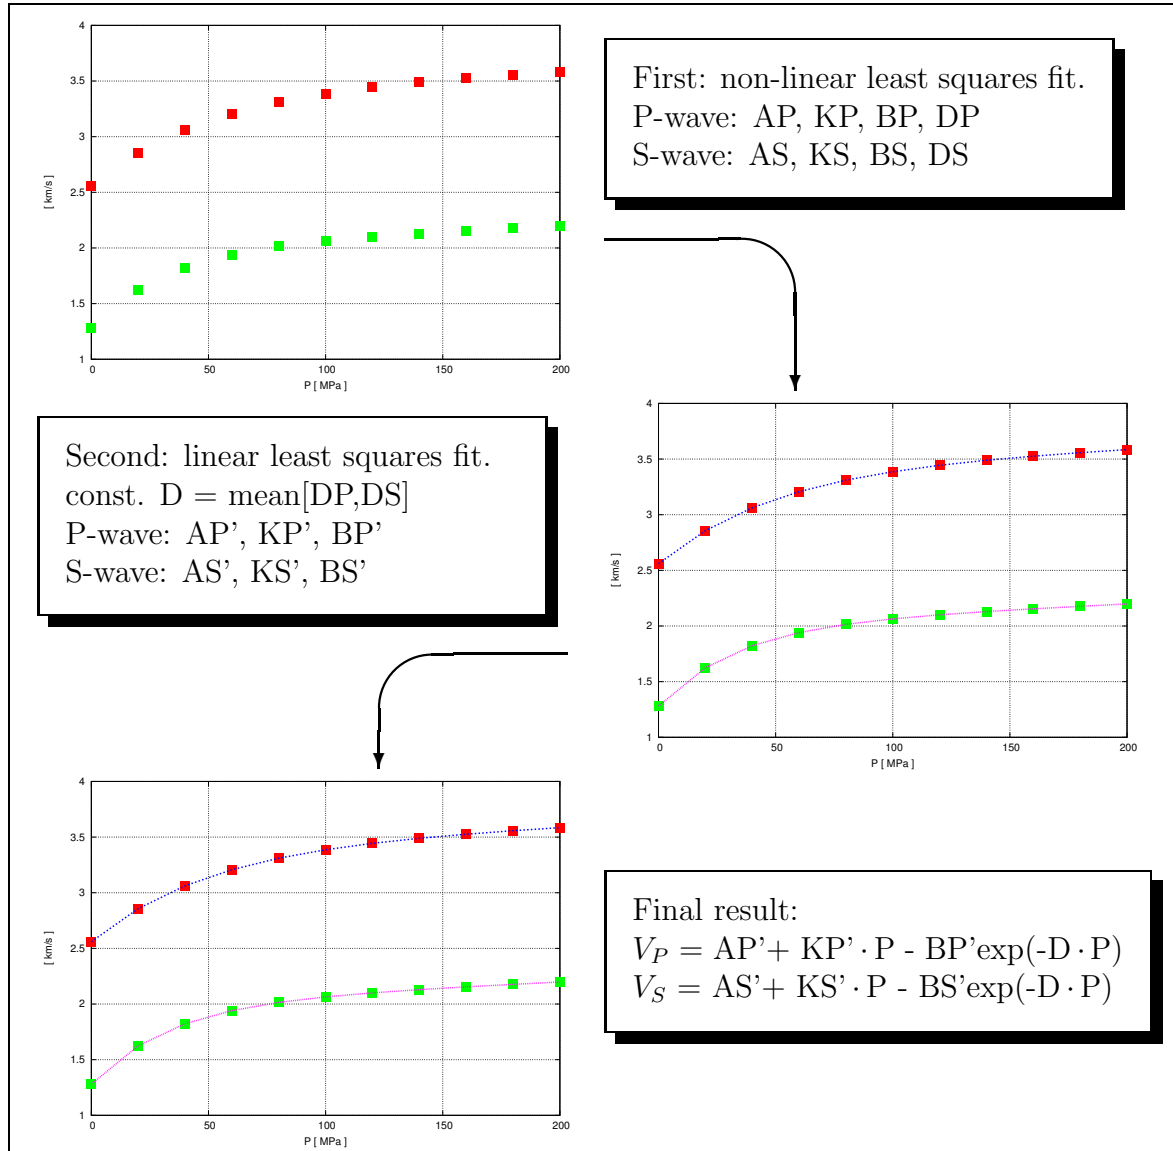 4
3.5
3
2.5
2
1.5
1
0
50
100
150
200
[ km/s ]
P [ MPa ]
First: non-linear least squares fit.
P-wave: AP, KP, BP, DP
S-wave: AS, KS, BS, DS
Second: linear least squares fit.
const. D = mean[DP,DS]
P-wave: AP’, KP’, BP’
S-wave: AS’, KS’, BS’
4
3.5
3
2.5
2
1.5
1
0
50
100
150
200
[ km/s ]
P [ MPa ]
4
3.5
3
2.5
2
1.5
1
0
50
100
150
200
[ km/s ]
P [ MPa ]
Final result:
V_P = AP’+ KP’·P - BP’exp(-D·P)
V_S = AS’+ KS’·P - BS’exp(-D·P)